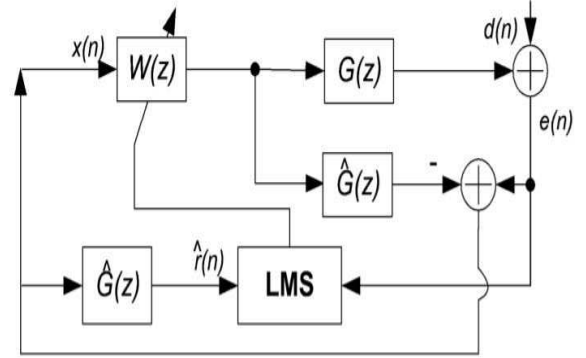 d(n)
x(n)
W(z)
G(z)
e(n)
-
Ĝ(z)
Ĝ(z)
r̂(n)
LMS